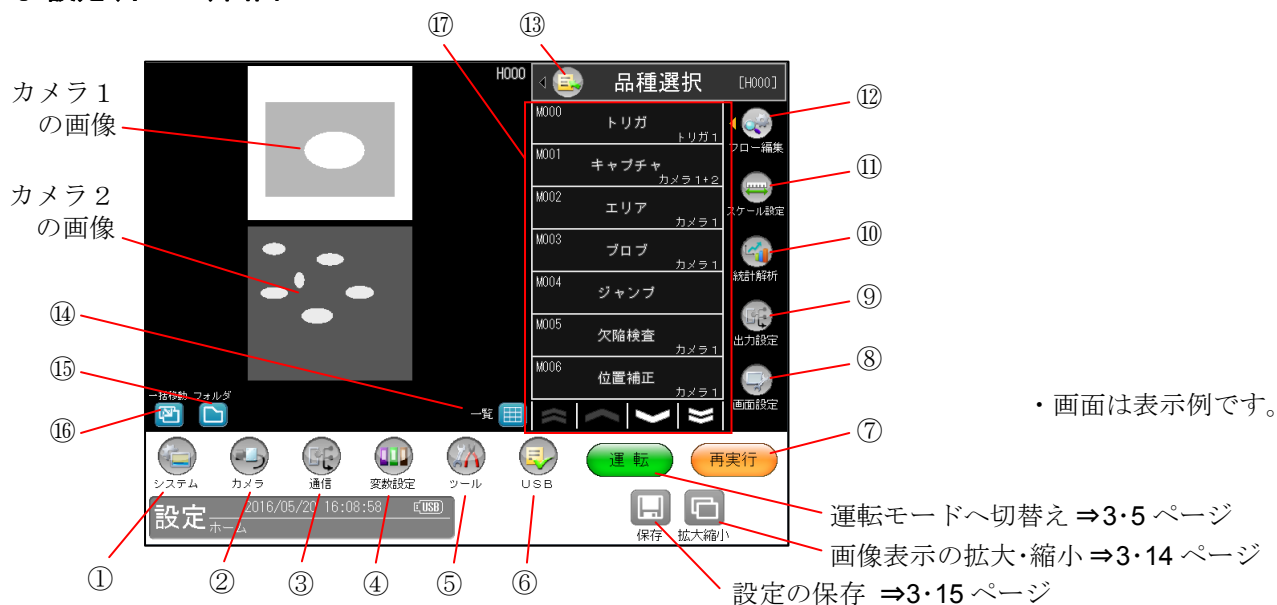 ⑰
⑬
カメラ1
の画像
カメラ2
の画像
⑭
⑮
⑯
H000
品種選択
[H000]
M000
トリガ
トリガ1
M001
キャプチャ
カメラ1+2
M002
エリア
カメラ1
M003
ブロブ
カメラ1
M004
ジャンプ
M005
欠陥検査
カメラ1
M006
位置補正
カメラ1
フロー編集
スケール設定
統計解析
出力設定
画面設定
⑫
⑪
⑩
⑨
⑧
⑦
・画面は表示例です。
一括移動 フォルダ
一覧
システム
カメラ
通信
変数設定
ツール
USB
運 転
再実行
設定
2016/05/20 16:08:58
USB
ホーム
保存
拡大縮小
①
②
③
④
⑤
⑥
運転モードへ切替え ⇒3・5 ページ
画像表示の拡大・縮小 ⇒3・14 ページ
設定の保存 ⇒3・15 ページ